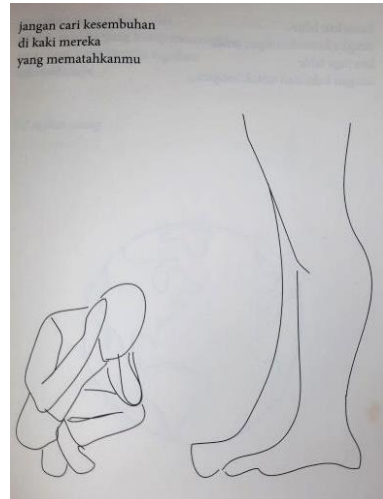 jangan cari kesembuhan
di kaki mereka
yang mematahkanmu